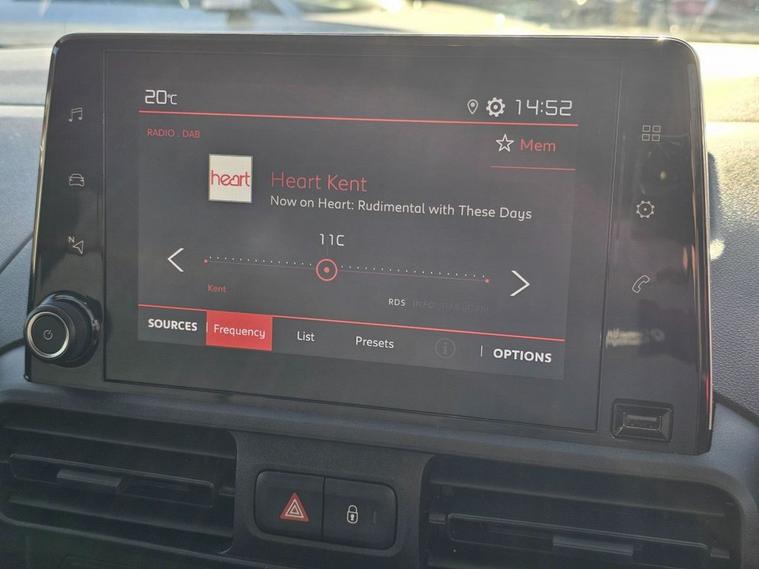 20°C
14:52
RADIO . DAB
Mem
heart
Heart Kent
Now on Heart: Rudimental with These Days
11C
Kent
RDS
SOURCES
Frequency
List
Presets
OPTIONS
N